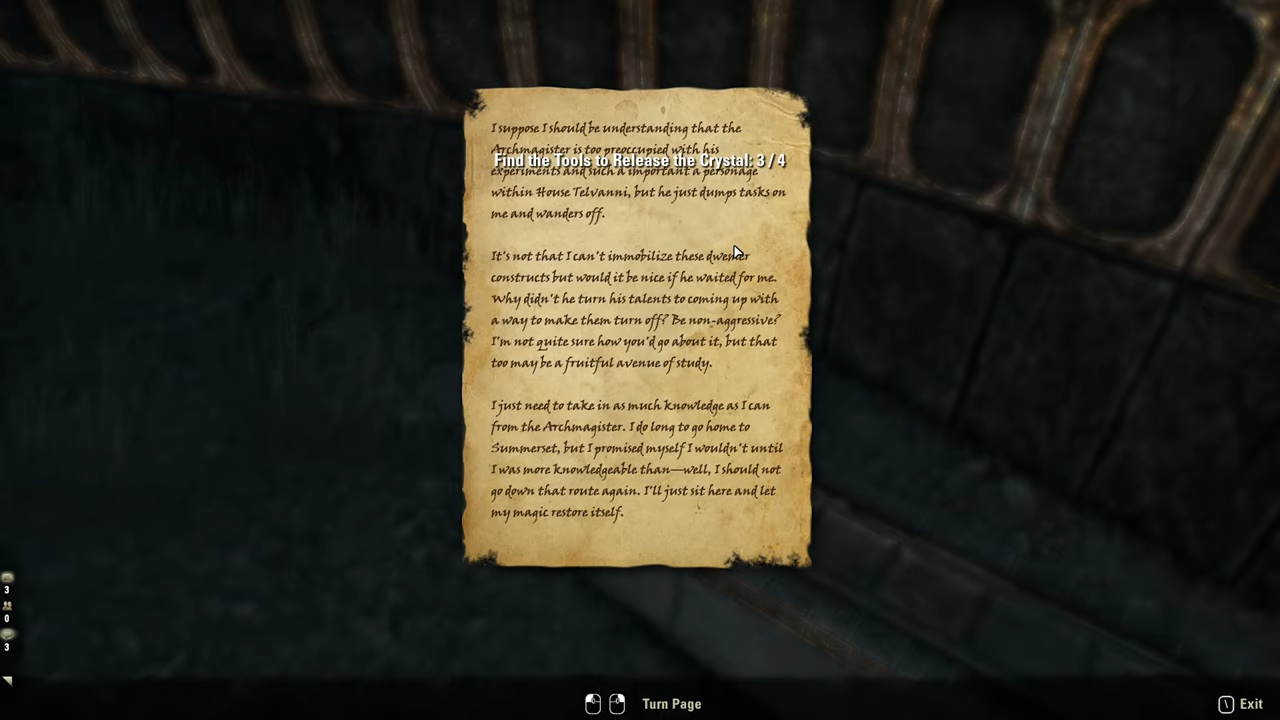 I suppose I should be understanding that the
Archmagister is too preoccupied with his
Find the Tools to Release the Crystal: 3 / 4
experiments and such a important a personage
within House Telvanni, but he just dumps tasks on
me and wanders off.
It's not that I can't immobilize these dwemer
constructs but would it be nice if he waited for me.
Why didn't he turn his talents to coming up with
a way to make them turn off? Be non-aggressive?
I'm not quite sure how you'd go about it, but that
too may be a fruitful avenue of study.
I just need to take in as much knowledge as I can
from the Archmagister. I do long to go home to
Summerset, but I promised myself I wouldn't until
I was more knowledgeable than—well, I should not
go down that route again. I'll just sit here and let
my magic restore itself.
3
0
3
Turn Page
\ Exit